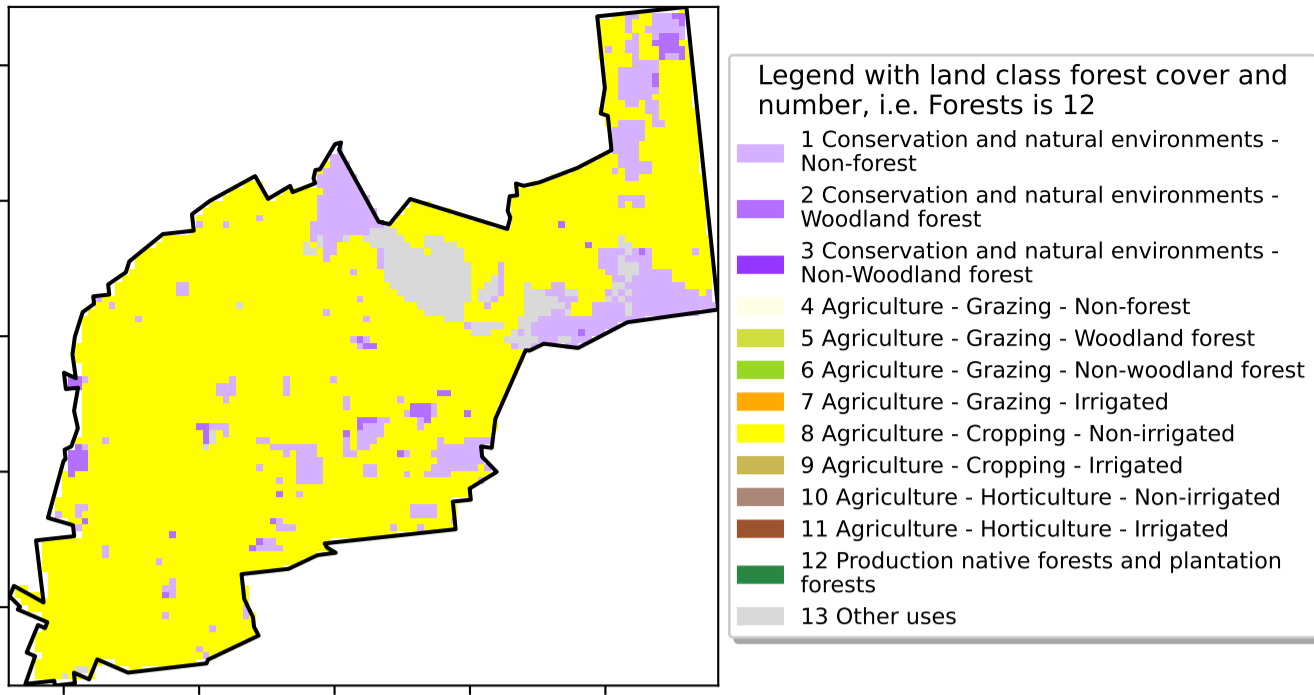 Legend with land class forest cover and
number, i.e. Forests is 12
1 Conservation and natural environments -
Non-forest
2 Conservation and natural environments -
Woodland forest
3 Conservation and natural environments -
Non-Woodland forest
4 Agriculture - Grazing - Non-forest
5 Agriculture - Grazing - Woodland forest
6 Agriculture - Grazing - Non-woodland forest
7 Agriculture - Grazing - Irrigated
8 Agriculture - Cropping - Non-irrigated
9 Agriculture - Cropping - Irrigated
10 Agriculture - Horticulture - Non-irrigated
11 Agriculture - Horticulture - Irrigated
12 Production native forests and plantation
forests
13 Other uses